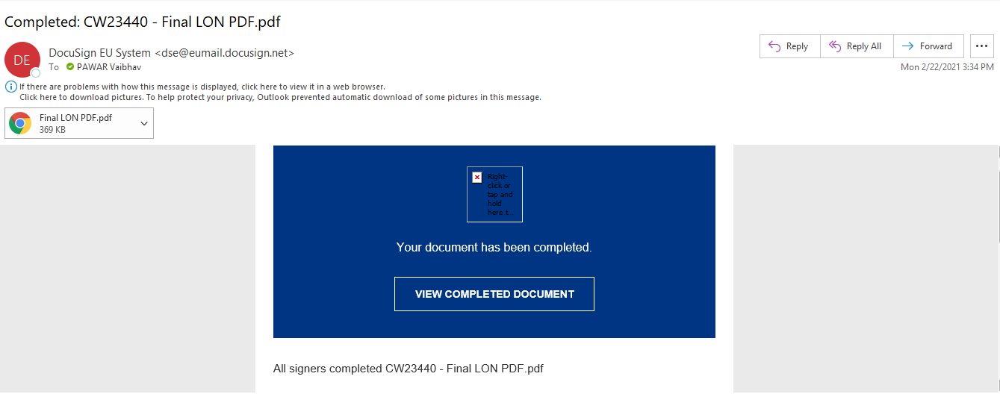 Completed: CW23440 - Final LON PDF.pdf
DE
DocuSign EU System <dse@eumail.docusign.net>
To PAWAR Vaibhav
Reply
Reply All
Forward
Mon 2/22/2021 3:34 PM
If there are problems with how this message is displayed, click here to view it in a web browser.
Click here to download pictures. To help protect your privacy, Outlook prevented automatic download of some pictures in this message.
Final LON PDF.pdf
369 KB
Right-
click or
tap and
hold
here t...
Your document has been completed.
VIEW COMPLETED DOCUMENT
All signers completed CW23440 - Final LON PDF.pdf